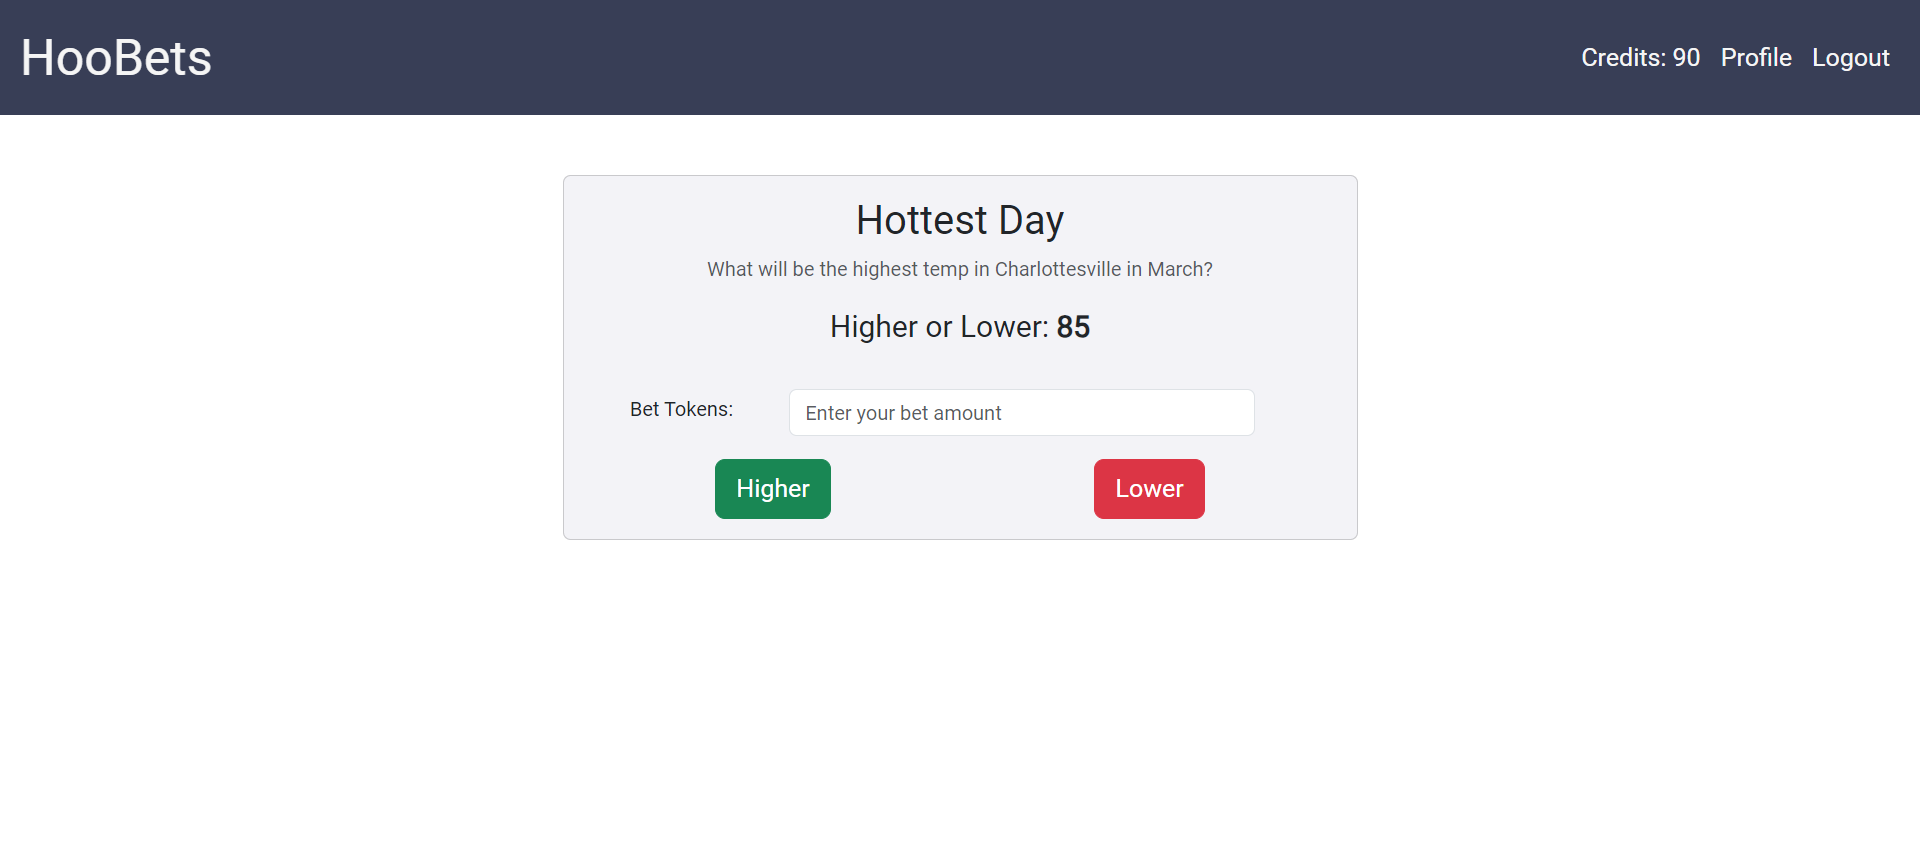 HooBets
Credits: 90 Profile Logout
Hottest Day
What will be the highest temp in Charlottesville in March?
Higher or Lower: 85
Bet Tokens: Enter your bet amount
Higher Lower